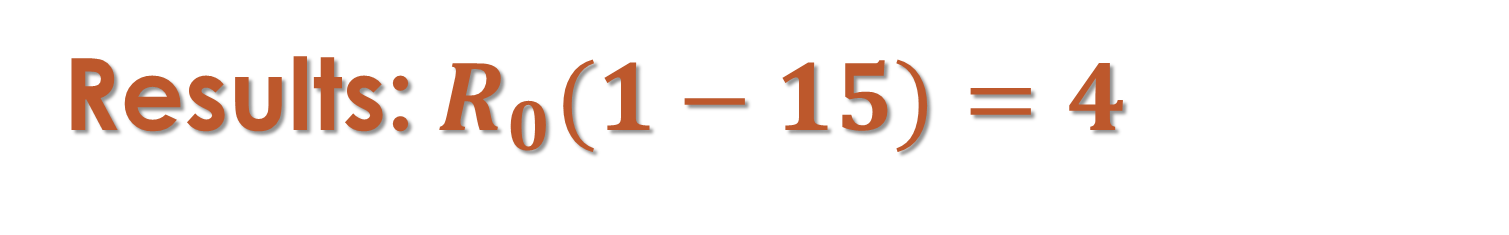 Results: R₀(1 − 15) = 4